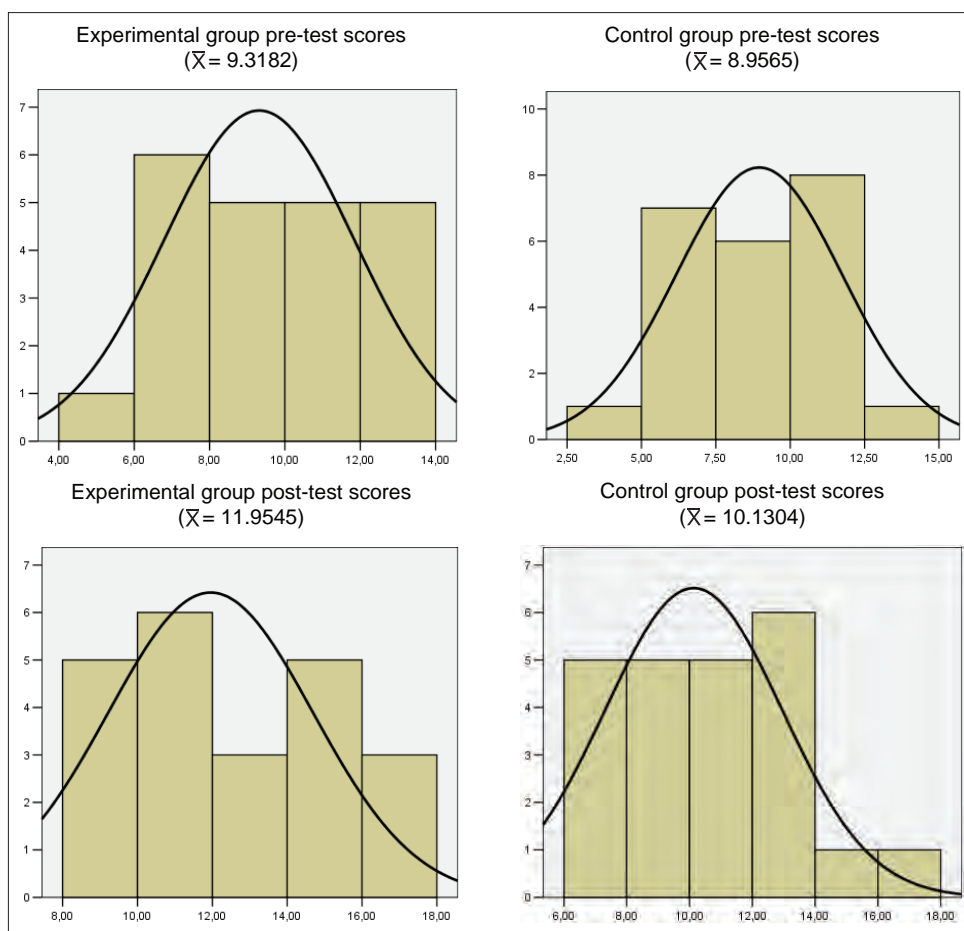 Experimental group pre-test scores
(X̄ = 9.3182)
7
6
5
4
3
2
1
0
4,00 6,00 8,00 10,00 12,00 14,00
Control group pre-test scores
(X̄ = 8.9565)
10
8
6
4
2
0
2,50 5,00 7,50 10,00 12,50 15,00
Experimental group post-test scores
(X̄ = 11.9545)
7
6
5
4
3
2
1
0
8,00 10,00 12,00 14,00 16,00 18,00
Control group post-test scores
(X̄ = 10.1304)
7
6
5
4
3
2
1
0
6,00 8,00 10,00 12,00 14,00 16,00 18,00